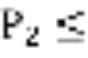 P₂ ≤